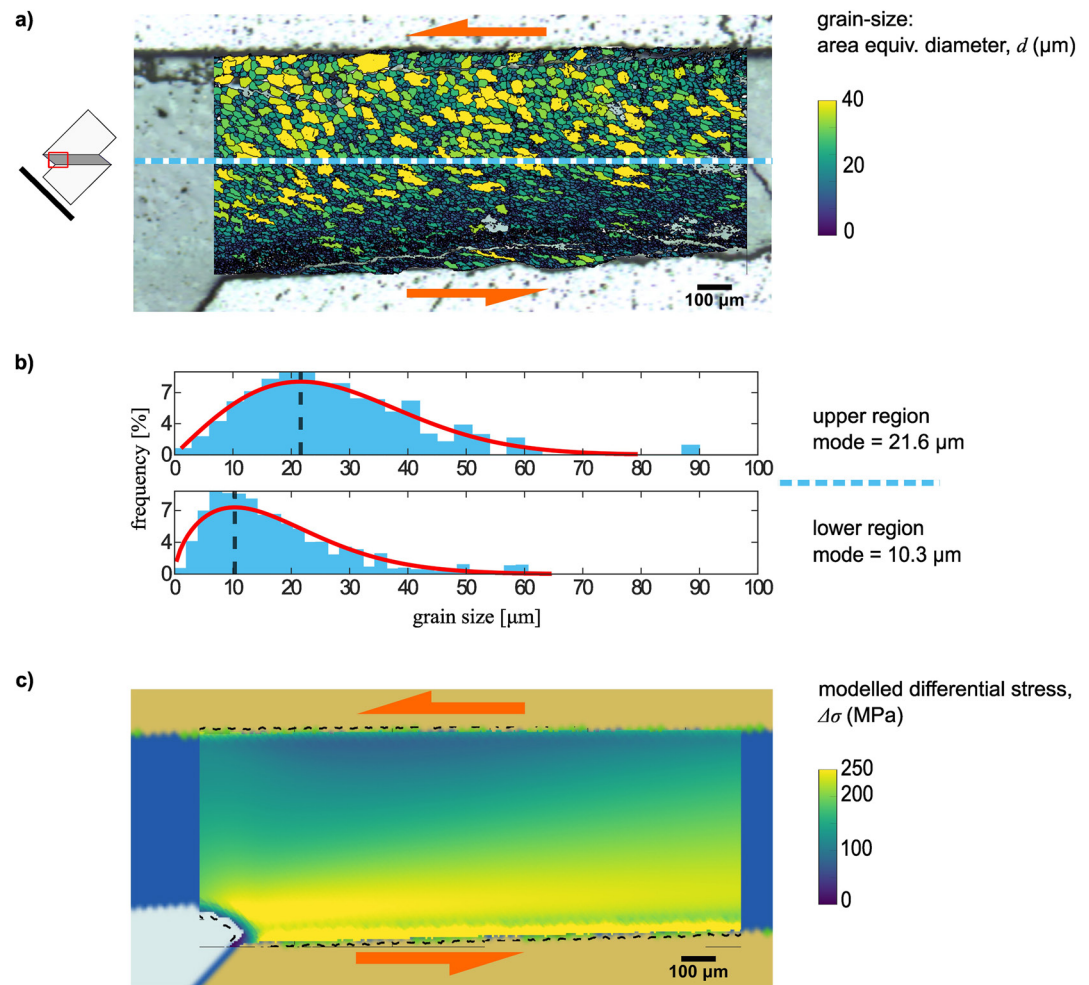 a)
grain-size:
area equiv. diameter, d (µm)
40
20
0
100 µm
b)
frequency [%]
7
4
0
0 10 20 30 40 50 60 70 80 90 100
upper region
mode = 21.6 µm
7
4
0
0 10 20 30 40 50 60 70 80 90 100
lower region
mode = 10.3 µm
grain size [µm]
c)
modelled differential stress,
Δσ (MPa)
250
200
100
0
100 µm